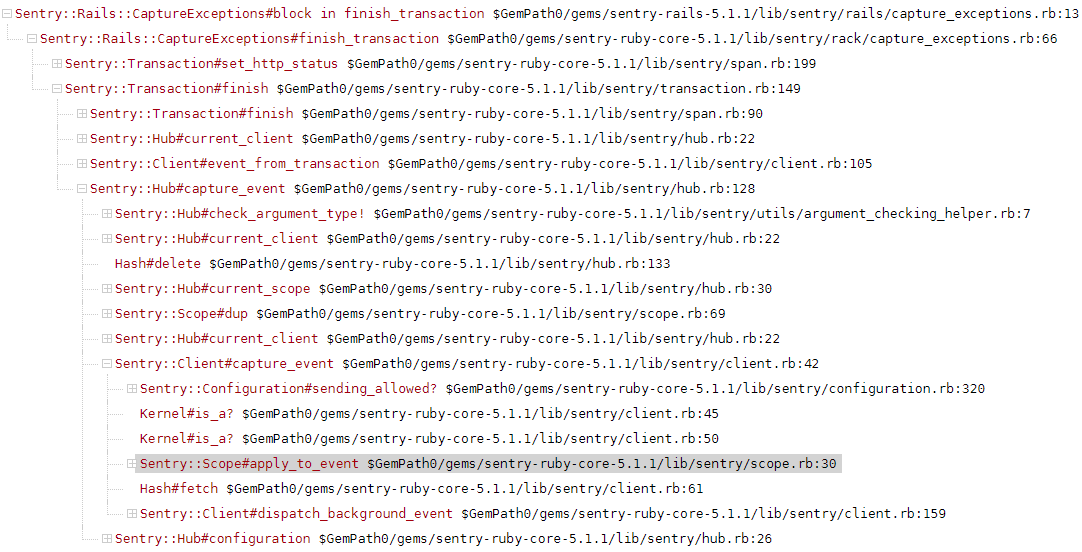 Sentry::Rails::CaptureExceptions#block in finish_transaction $GemPath0/gems/sentry-rails-5.1.1/lib/sentry/rails/capture_exceptions.rb:13
Sentry::Rails::CaptureExceptions#finish_transaction $GemPath0/gems/sentry-ruby-core-5.1.1/lib/sentry/rack/capture_exceptions.rb:66
Sentry::Transaction#set_http_status $GemPath0/gems/sentry-ruby-core-5.1.1/lib/sentry/span.rb:199
Sentry::Transaction#finish $GemPath0/gems/sentry-ruby-core-5.1.1/lib/sentry/transaction.rb:149
Sentry::Transaction#finish $GemPath0/gems/sentry-ruby-core-5.1.1/lib/sentry/span.rb:90
Sentry::Hub#current_client $GemPath0/gems/sentry-ruby-core-5.1.1/lib/sentry/hub.rb:22
Sentry::Client#event_from_transaction $GemPath0/gems/sentry-ruby-core-5.1.1/lib/sentry/client.rb:105
Sentry::Hub#capture_event $GemPath0/gems/sentry-ruby-core-5.1.1/lib/sentry/hub.rb:128
Sentry::Hub#check_argument_type! $GemPath0/gems/sentry-ruby-core-5.1.1/lib/sentry/utils/argument_checking_helper.rb:7
Sentry::Hub#current_client $GemPath0/gems/sentry-ruby-core-5.1.1/lib/sentry/hub.rb:22
Hash#delete $GemPath0/gems/sentry-ruby-core-5.1.1/lib/sentry/hub.rb:133
Sentry::Hub#current_scope $GemPath0/gems/sentry-ruby-core-5.1.1/lib/sentry/hub.rb:30
Sentry::Scope#dup $GemPath0/gems/sentry-ruby-core-5.1.1/lib/sentry/scope.rb:69
Sentry::Hub#current_client $GemPath0/gems/sentry-ruby-core-5.1.1/lib/sentry/hub.rb:22
Sentry::Client#capture_event $GemPath0/gems/sentry-ruby-core-5.1.1/lib/sentry/client.rb:42
Sentry::Configuration#sending_allowed? $GemPath0/gems/sentry-ruby-core-5.1.1/lib/sentry/configuration.rb:320
Kernel#is_a? $GemPath0/gems/sentry-ruby-core-5.1.1/lib/sentry/client.rb:45
Kernel#is_a? $GemPath0/gems/sentry-ruby-core-5.1.1/lib/sentry/client.rb:50
Sentry::Scope#apply_to_event $GemPath0/gems/sentry-ruby-core-5.1.1/lib/sentry/scope.rb:30
Hash#fetch $GemPath0/gems/sentry-ruby-core-5.1.1/lib/sentry/client.rb:61
Sentry::Client#dispatch_background_event $GemPath0/gems/sentry-ruby-core-5.1.1/lib/sentry/client.rb:159
Sentry::Hub#configuration $GemPath0/gems/sentry-ruby-core-5.1.1/lib/sentry/hub.rb:26